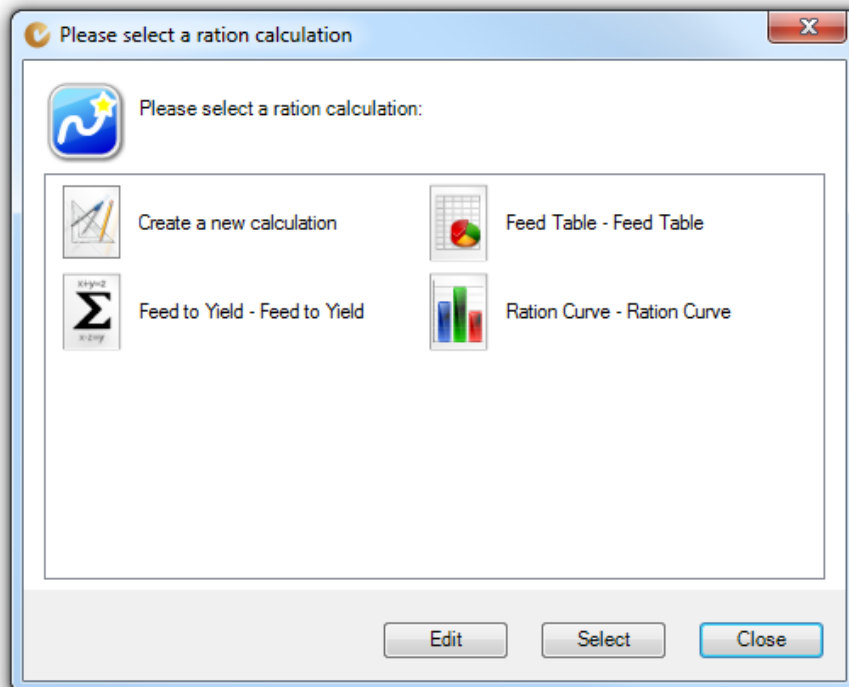 Please select a ration calculation
X
Please select a ration calculation:
Create a new calculation
Feed Table - Feed Table
x+y=z
Σ
x-z=y
Feed to Yield - Feed to Yield
Ration Curve - Ration Curve
Edit
Select
Close